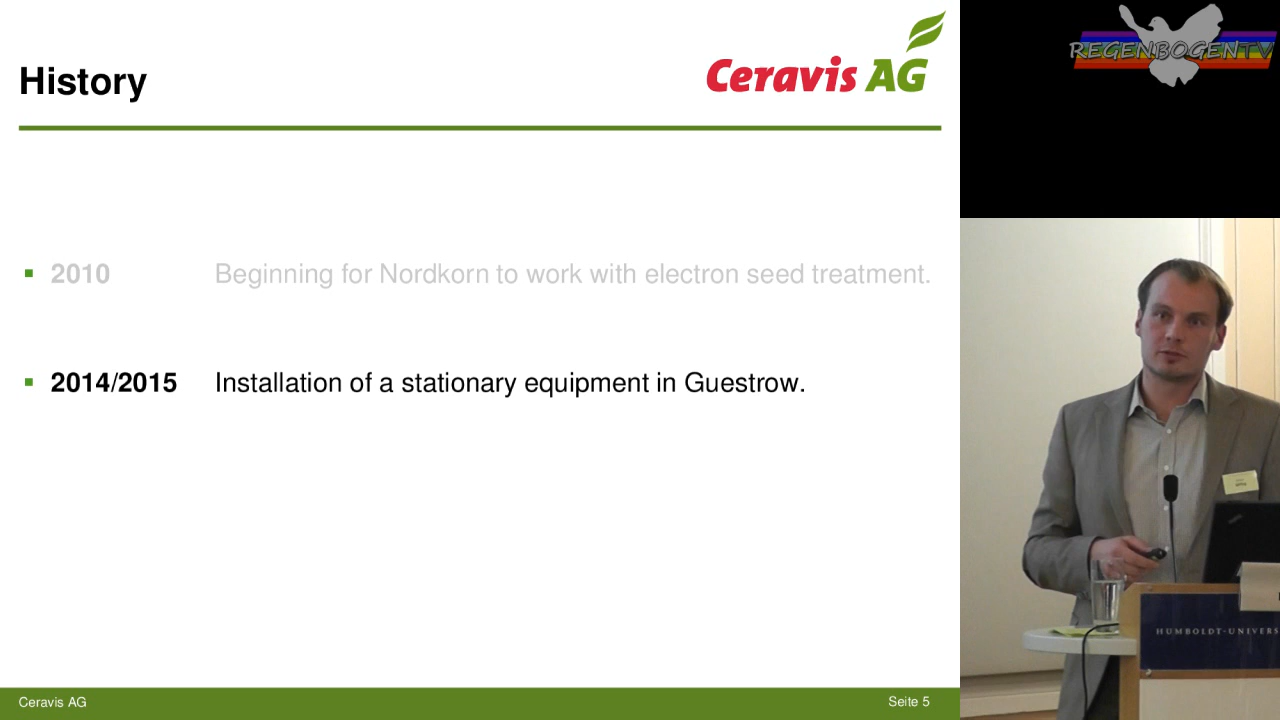 History
Ceravis AG
REGENBOGENTV
2010 Beginning for Nordkorn to work with electron seed treatment.
2014/2015 Installation of a stationary equipment in Guestrow.
HUMBOLDT-UNIVERS
Ceravis AG
Seite 5